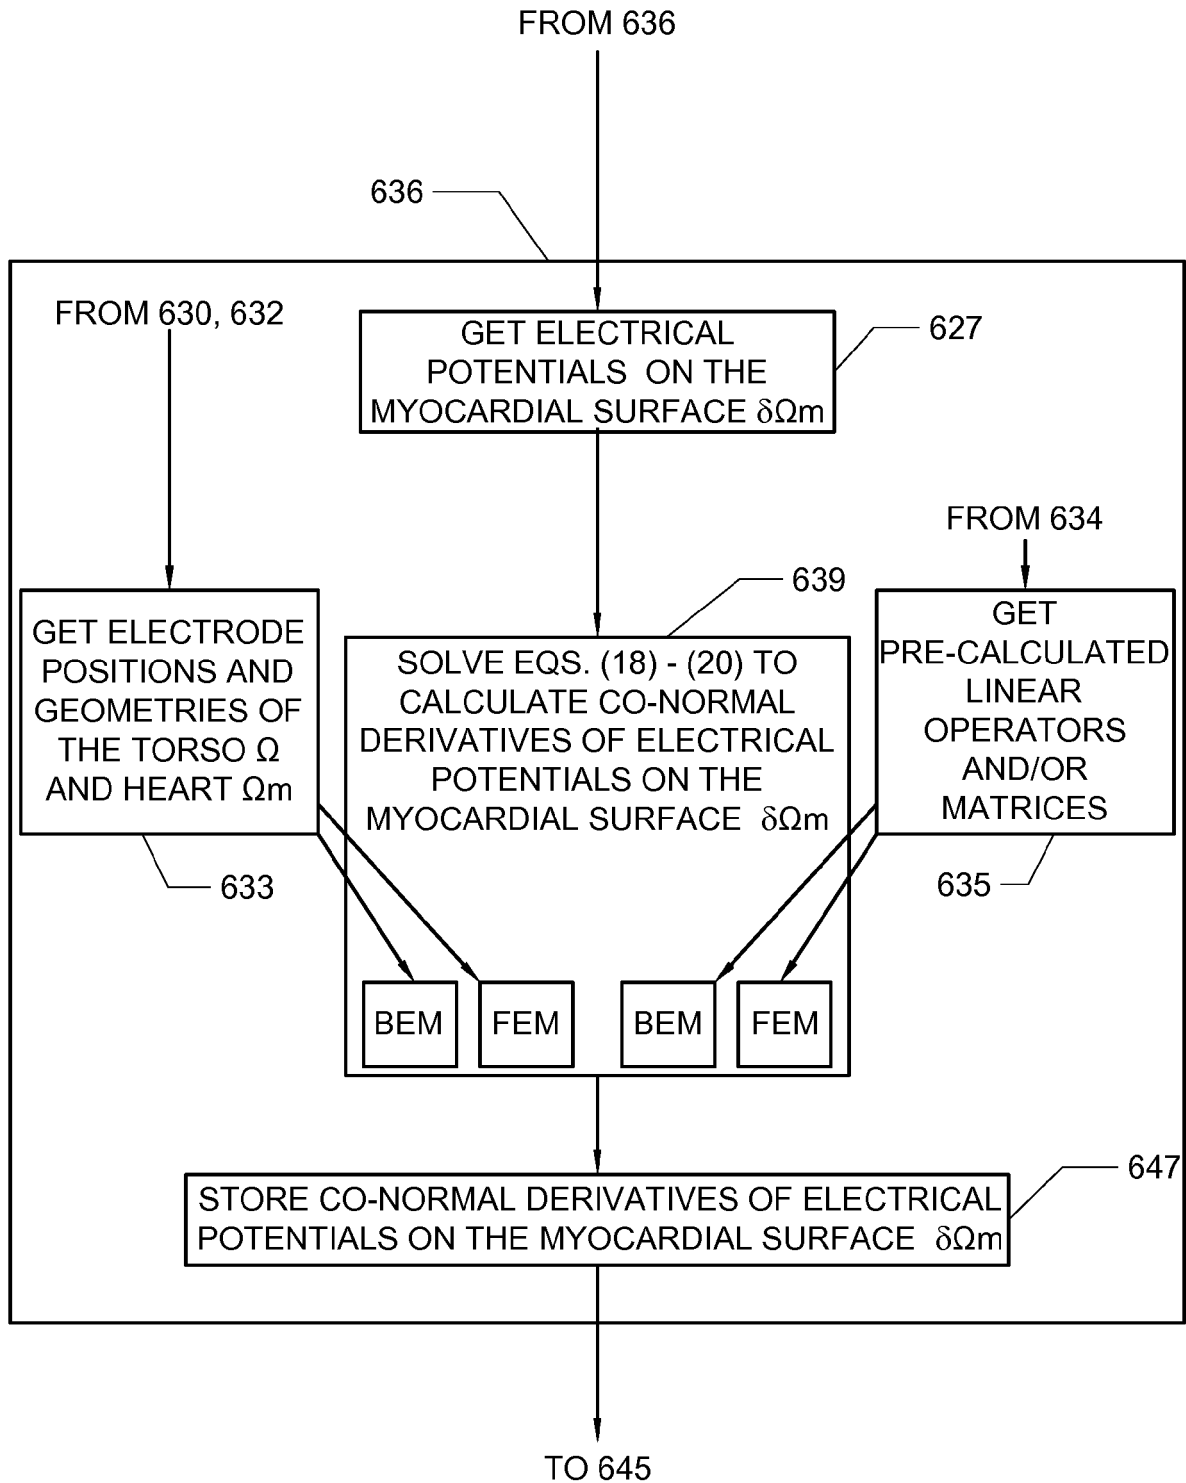 FROM 636
636
FROM 630, 632
GET ELECTRICAL
POTENTIALS ON THE
MYOCARDIAL SURFACE δΩm
627
FROM 634
639
GET ELECTRODE
POSITIONS AND
GEOMETRIES OF
THE TORSO Ω
AND HEART Ωm
SOLVE EQS. (18) - (20) TO
CALCULATE CO-NORMAL
DERIVATIVES OF ELECTRICAL
POTENTIALS ON THE
MYOCARDIAL SURFACE δΩm
GET
PRE-CALCULATED
LINEAR
OPERATORS
AND/OR
MATRICES
633
635
BEM
FEM
BEM
FEM
647
STORE CO-NORMAL DERIVATIVES OF ELECTRICAL
POTENTIALS ON THE MYOCARDIAL SURFACE δΩm
TO 645